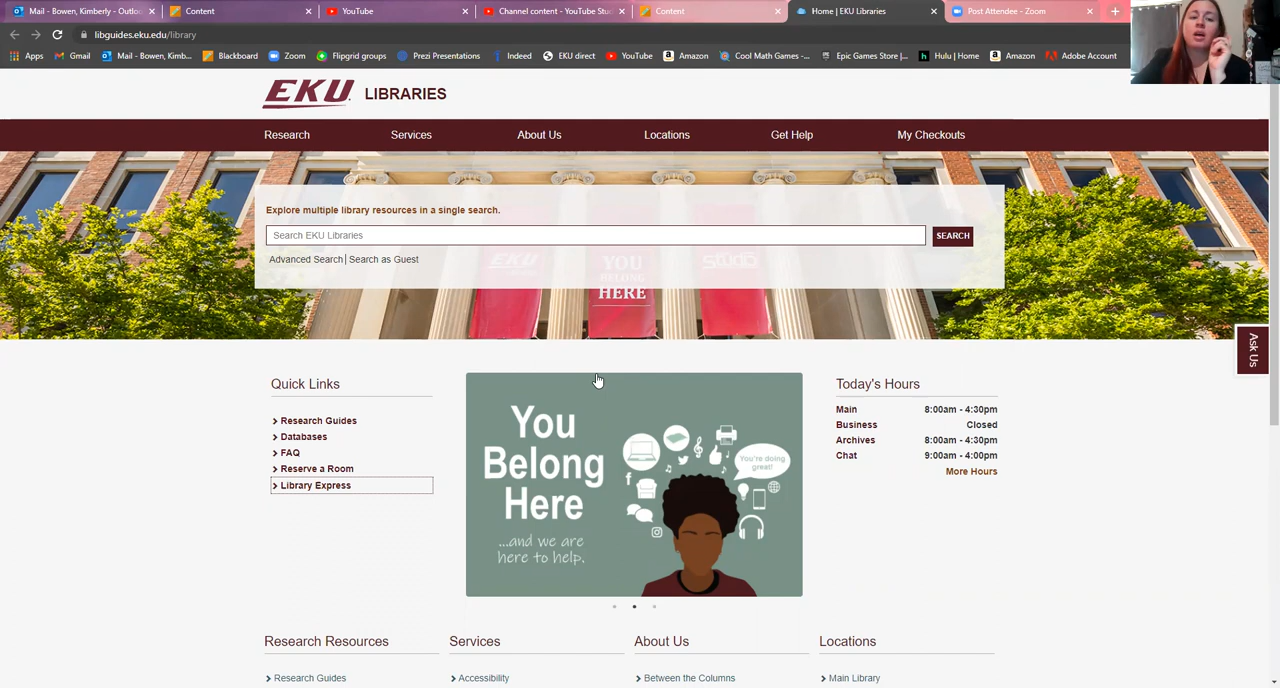 Mail - Bowen, Kimberly - Outloo
Content
YouTube
Channel content - YouTube Stud
Content
Home | EKU Libraries
Post Attendee - Zoom
libguides.eku.edu/library
Apps
Gmail
Mail - Bowen, Kimb...
Blackboard
Zoom
Flipgrid groups
Prezi Presentations
Indeed
EKU direct
YouTube
Amazon
Cool Math Games -...
Epic Games Store |...
Hulu | Home
Amazon
Adobe Account
EKU LIBRARIES
Research
Services
About Us
Locations
Get Help
My Checkouts
Explore multiple library resources in a single search.
Search EKU Libraries
SEARCH
Advanced Search | Search as Guest
EKU
YOU
BELONG
HERE
Studio
Ask Us
Quick Links
Research Guides
Databases
FAQ
Reserve a Room
Library Express
You
Belong
Here
...and we are
here to help.
You're doing
great!
Today's Hours
Main 8:00am - 4:30pm
Business Closed
Archives 8:00am - 4:30pm
Chat 9:00am - 4:00pm
More Hours
Research Resources
Research Guides
Services
Accessibility
About Us
Between the Columns
Locations
Main Library